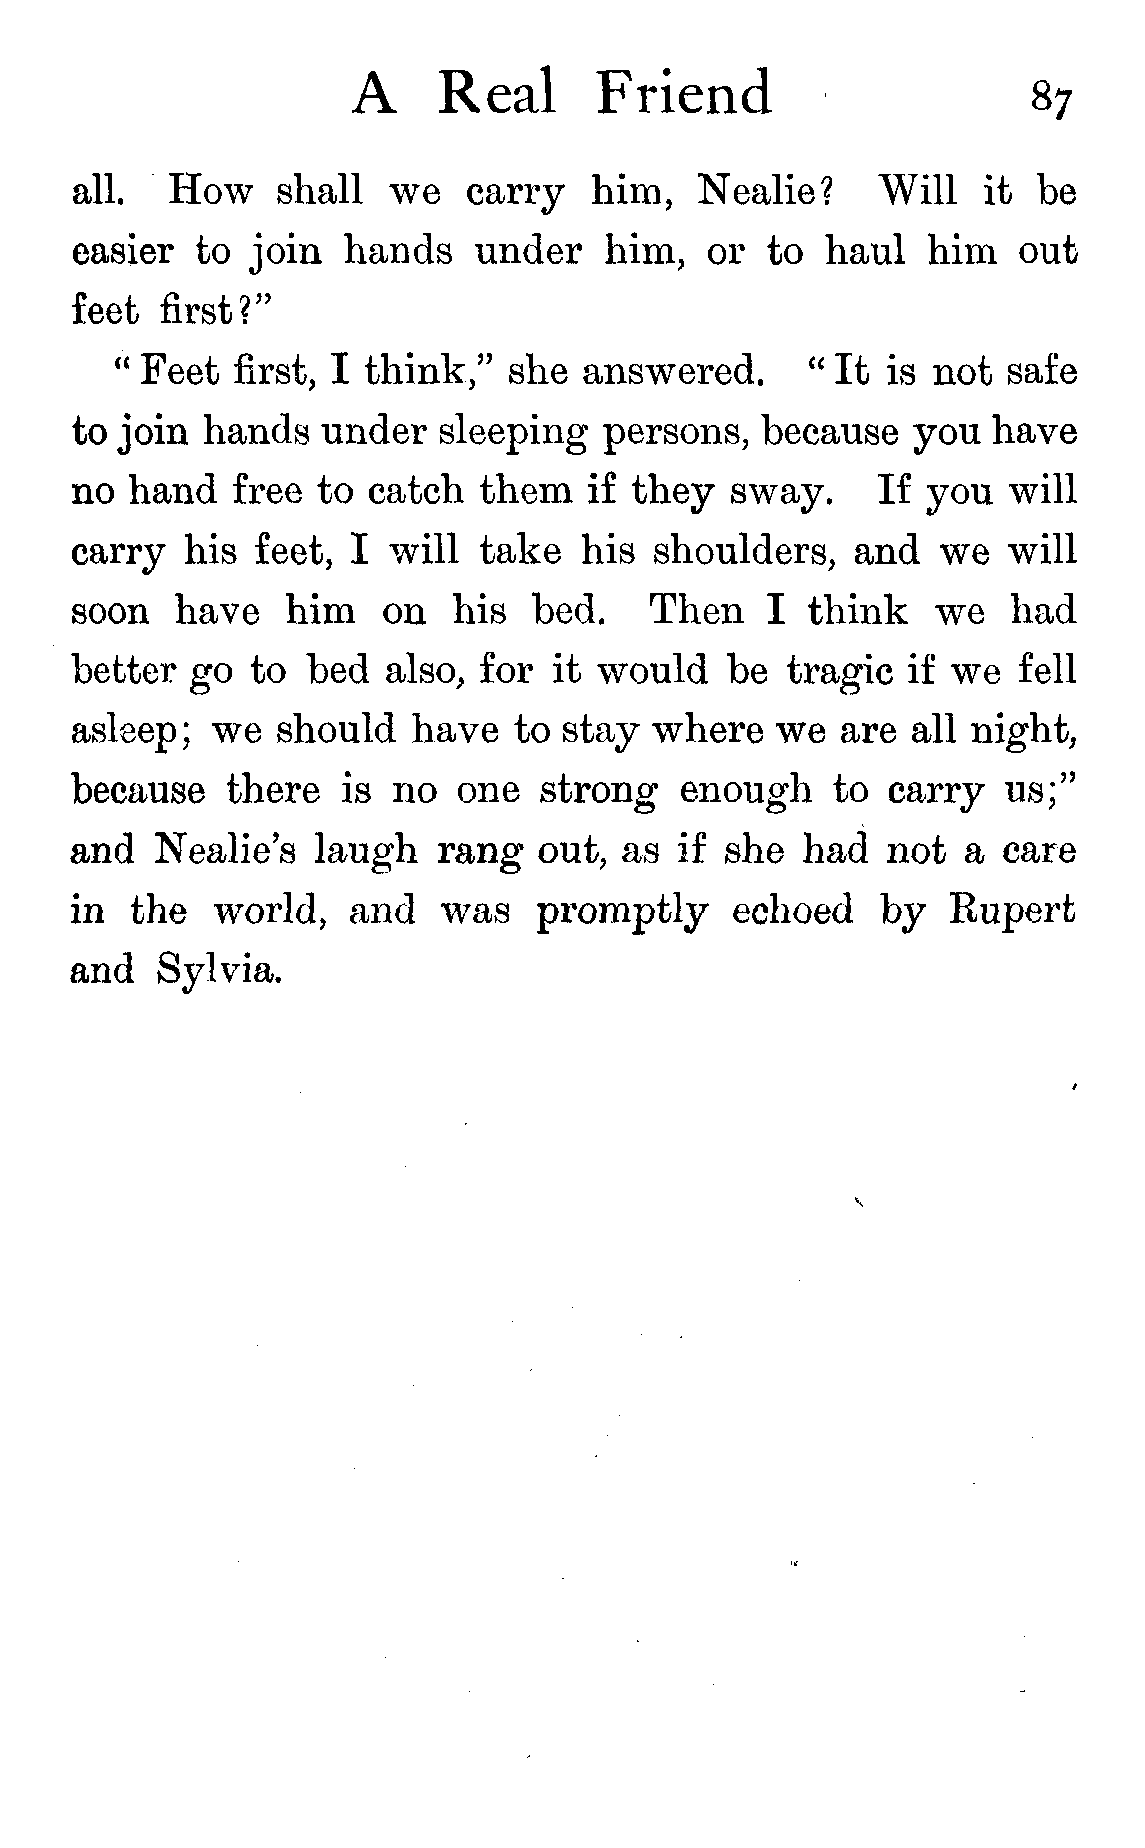 A Real Friend 87
all. How shall we carry him, Nealie? Will it be
easier to join hands under him, or to haul him out
feet first?”
“Feet first, I think,” she answered. “It is not safe
to join hands under sleeping persons, because you have
no hand free to catch them if they sway. If you will
carry his feet, I will take his shoulders, and we will
soon have him on his bed. Then I think we had
better go to bed also, for it would be tragic if we fell
asleep; we should have to stay where we are all night,
because there is no one strong enough to carry us;”
and Nealie’s laugh rang out, as if she had not a care
in the world, and was promptly echoed by Rupert
and Sylvia.